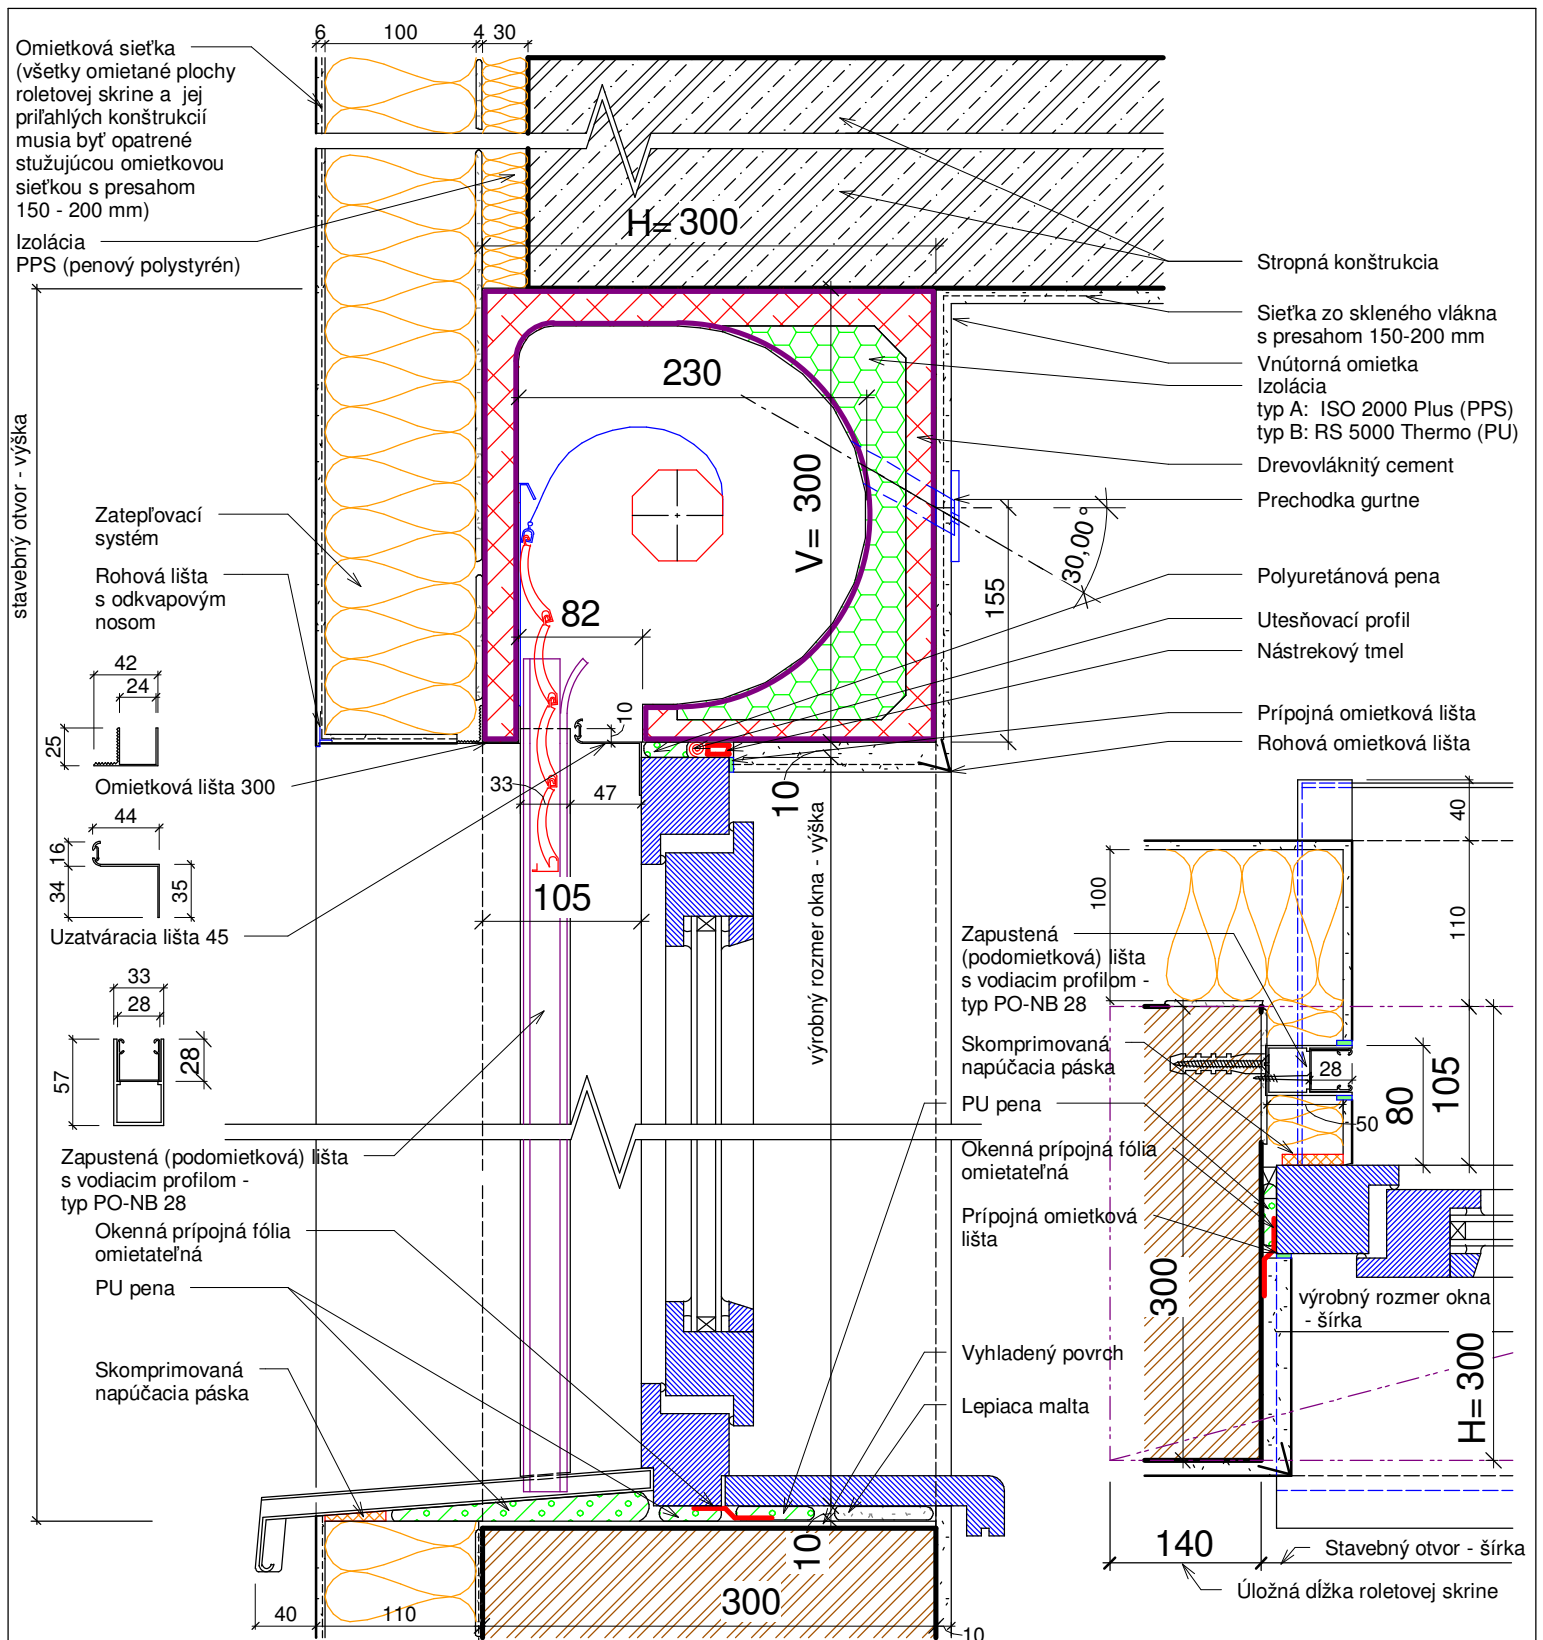 6
100
4
30
Omietková sieťka
(všetky omietané plochy
roletovej skrine a jej
priľahlých konštrukcií
musia byť opatrené
stužujúcou omietkovou
sieťkou s presahom
150 - 200 mm)
Izolácia
PPS (penový polystyrén)
H= 300
Stropná konštrukcia
Sieťka zo skleného vlákna
s presahom 150-200 mm
Vnútorná omietka
Izolácia
typ A: ISO 2000 Plus (PPS)
typ B: RS 5000 Thermo (PU)
Drevovláknitý cement
Prechodka gurtne
Polyuretánová pena
Utesňovací profil
Nástrekový tmel
Prípojná omietková lišta
Rohová omietková lišta
230
V= 300
30,00°
155
82
10
stavebný otvor - výška
Zatepľovací
systém
Rohová lišta
s odkvapovým
nosom
42
24
25
Omietková lišta 300
44
16
34
35
Uzatváracia lišta 45
33
28
57
28
Zapustená (podomietková) lišta
s vodiacim profilom -
typ PO-NB 28
Okenná prípojná fólia
omietateľná
PU pena
Skomprimovaná
napúčacia páska
33
47
105
10
výrobný rozmer okna - výška
40
110
100
Zapustená
(podomietková) lišta
s vodiacim profilom -
typ PO-NB 28
Skomprimovaná
napúčacia páska
PU pena
Okenná prípojná fólia
omietateľná
Prípojná omietková
lišta
28
80
105
50
300
výrobný rozmer okna
- šírka
H= 300
Vyhladený povrch
Lepiaca malta
140
Stavebný otvor - šírka
Úložná dĺžka roletovej skrine
10
300
40
110
10